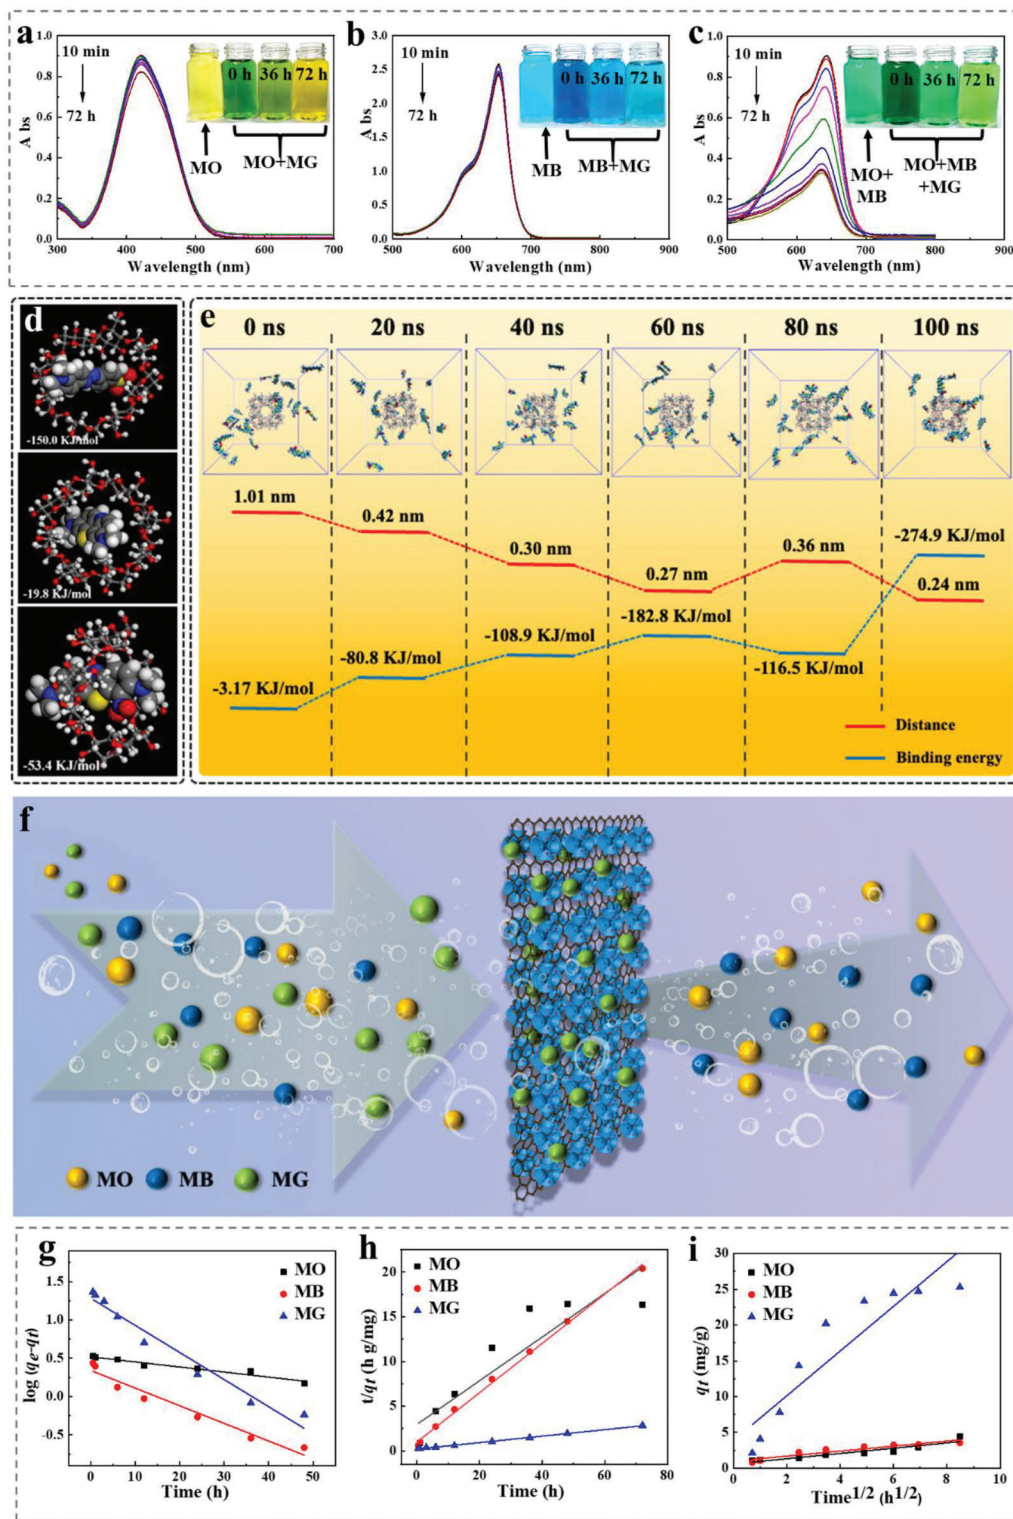 a
10 min
72 h
0 h
36 h
72 h
MO
MO+MG
A bs
1.0
0.8
0.6
0.4
0.2
0.0
300
400
500
600
700
Wavelength (nm)
b
10 min
72 h
0 h
36 h
72 h
MB
MB+MG
A bs
3.0
2.5
2.0
1.5
1.0
0.5
0.0
500
600
700
800
900
Wavelength (nm)
c
10 min
72 h
0 h
36 h
72 h
MO+
MB
MO+MB
+MG
A bs
1.0
0.8
0.6
0.4
0.2
0.0
500
600
700
800
900
Wavelength (nm)
d
-150.0 KJ/mol
-19.8 KJ/mol
-53.4 KJ/mol
e
0 ns
20 ns
40 ns
60 ns
80 ns
100 ns
1.01 nm
0.42 nm
0.30 nm
0.27 nm
0.36 nm
0.24 nm
-3.17 KJ/mol
-80.8 KJ/mol
-108.9 KJ/mol
-182.8 KJ/mol
-116.5 KJ/mol
-274.9 KJ/mol
Distance
Binding energy
f
MO
MB
MG
g
MO
MB
MG
log (qe-qt)
1.5
1.0
0.5
0.0
-0.5
0
10
20
30
40
50
Time (h)
h
MO
MB
MG
t/qt (h g/mg)
20
15
10
5
0
0
20
40
60
80
Time (h)
i
MO
MB
MG
qt (mg/g)
30
25
20
15
10
5
0
0
2
4
6
8
10
Time1/2 (h1/2)